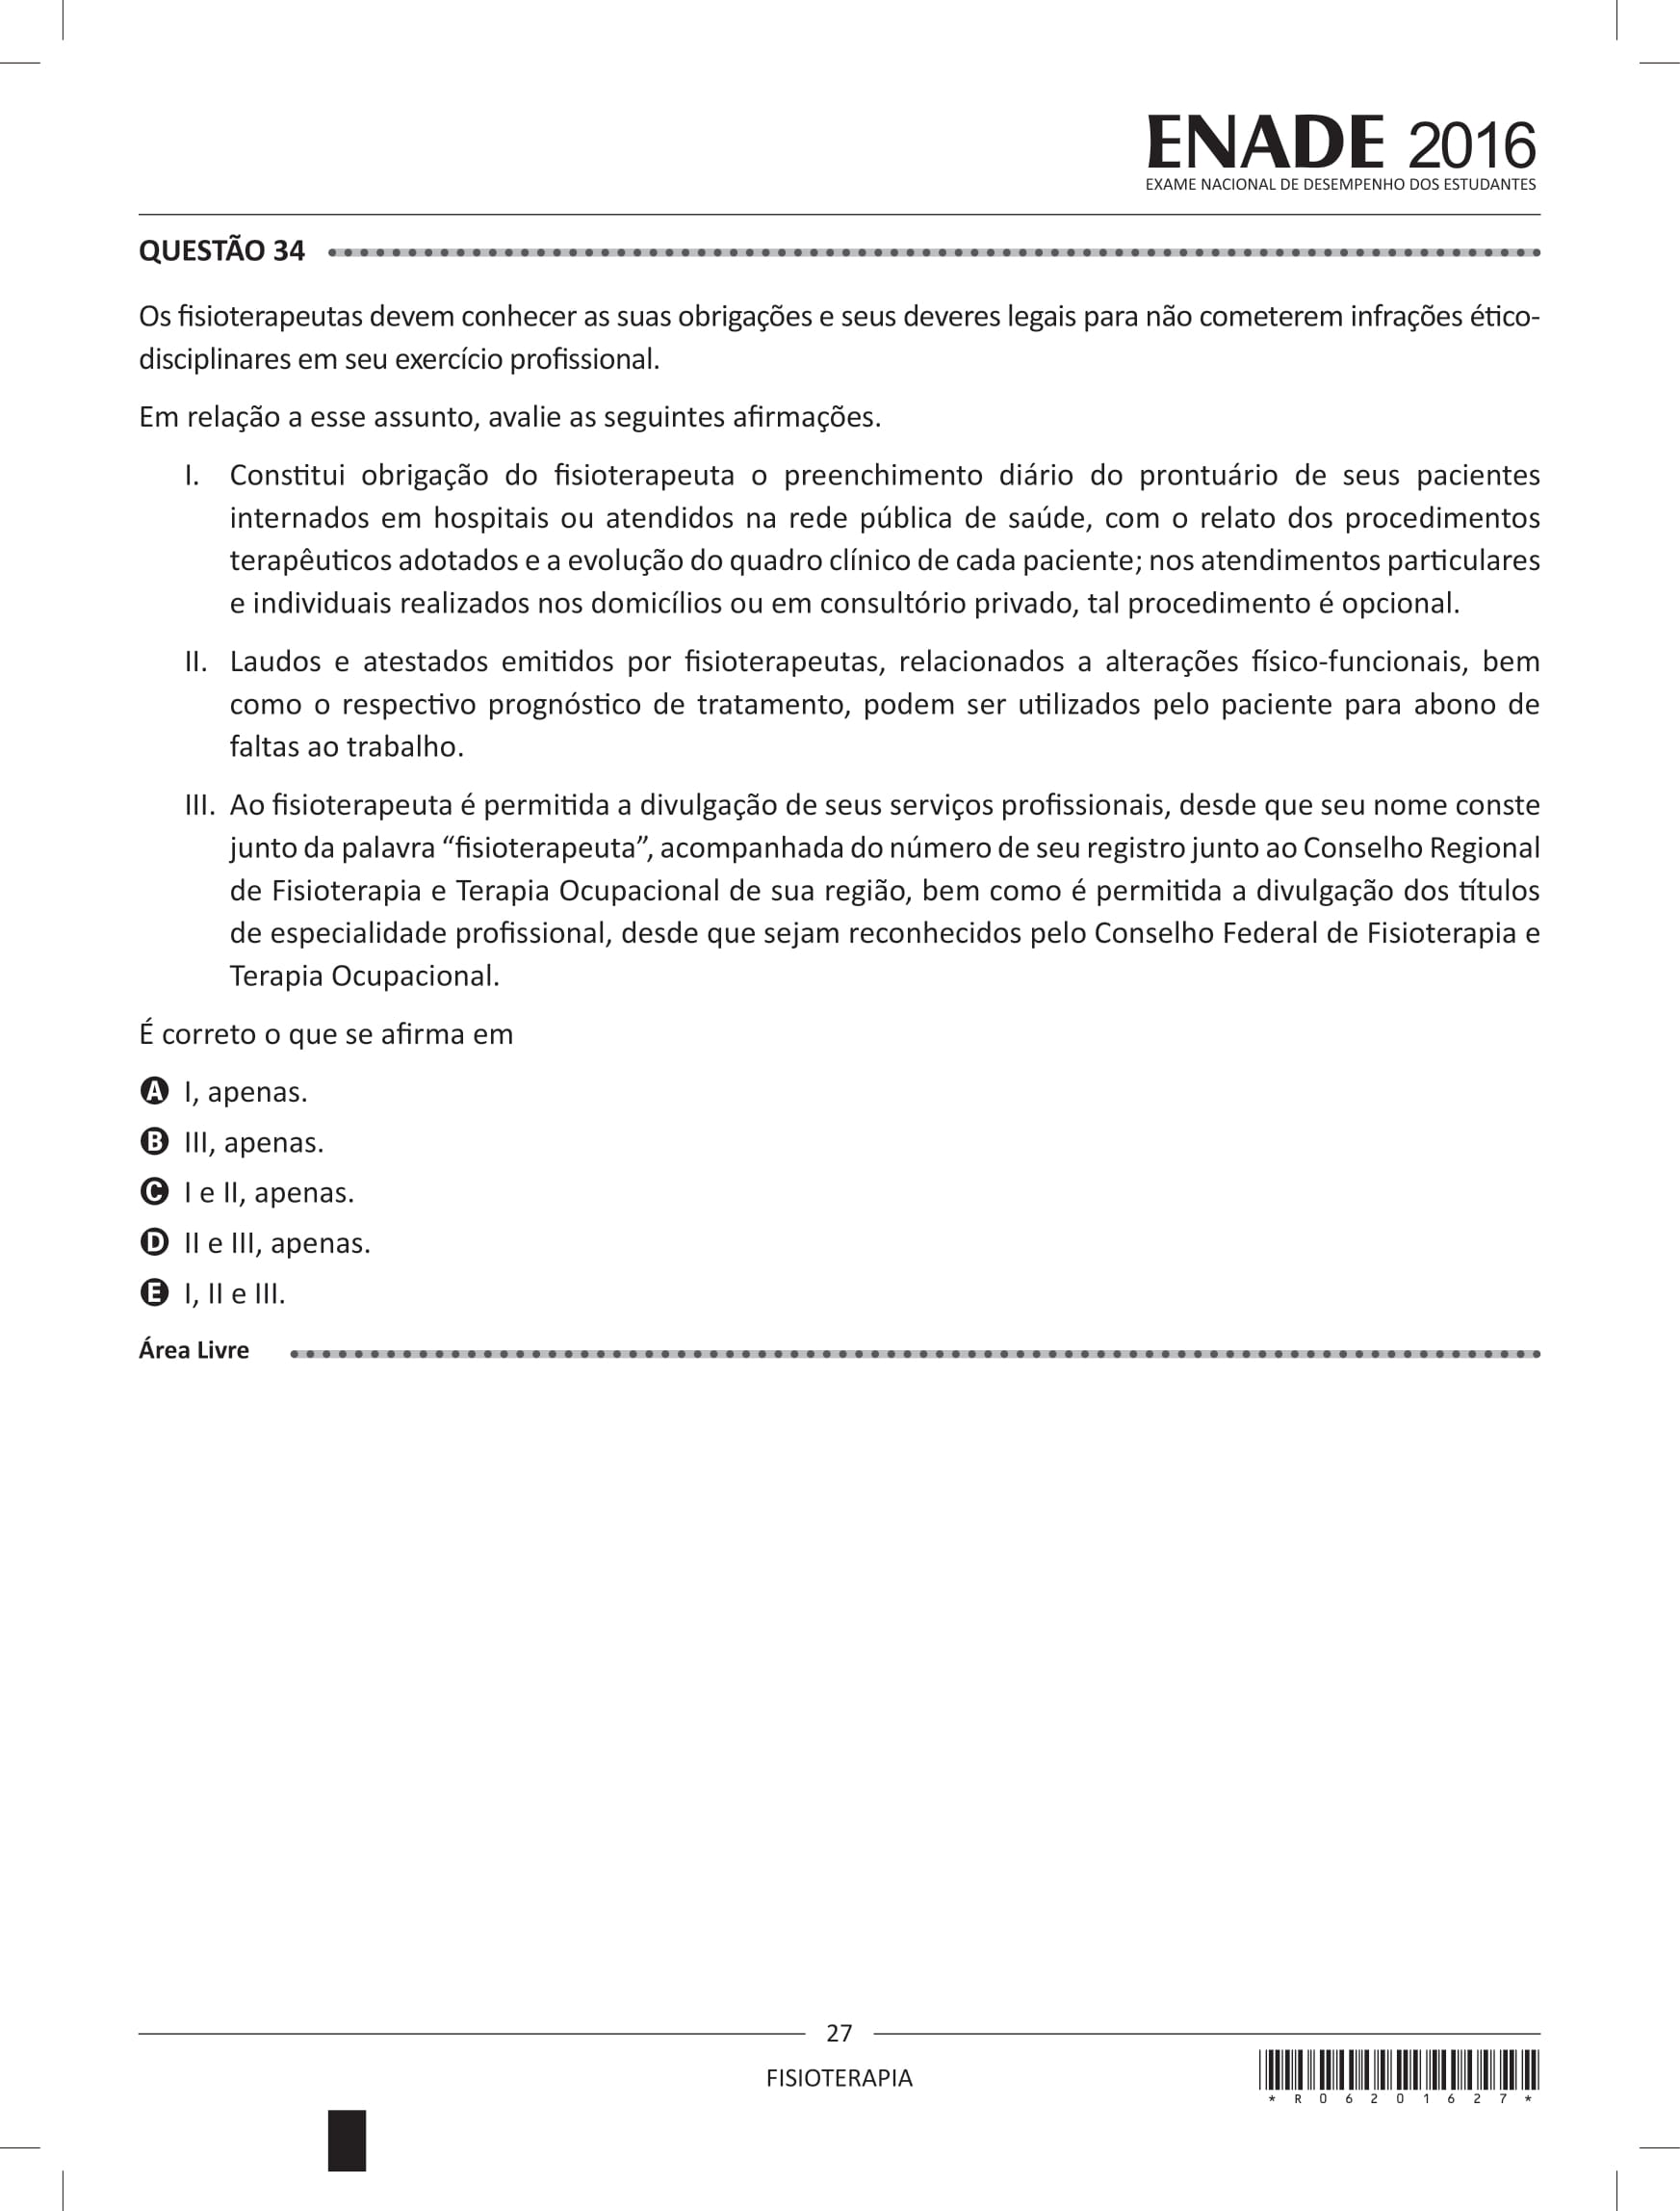 ENADE 2016
EXAME NACIONAL DE DESEMPENHO DOS ESTUDANTES
QUESTÃO 34
Os fisioterapeutas devem conhecer as suas obrigações e seus deveres legais para não cometerem infrações ético-
disciplinares em seu exercício profissional.
Em relação a esse assunto, avalie as seguintes afirmações.
I. Constitui obrigação do fisioterapeuta o preenchimento diário do prontuário de seus pacientes
internados em hospitais ou atendidos na rede pública de saúde, com o relato dos procedimentos
terapêuticos adotados e a evolução do quadro clínico de cada paciente; nos atendimentos particulares
e individuais realizados nos domicílios ou em consultório privado, tal procedimento é opcional.
II. Laudos e atestados emitidos por fisioterapeutas, relacionados a alterações físico-funcionais, bem
como o respectivo prognóstico de tratamento, podem ser utilizados pelo paciente para abono de
faltas ao trabalho.
III. Ao fisioterapeuta é permitida a divulgação de seus serviços profissionais, desde que seu nome conste
junto da palavra “fisioterapeuta”, acompanhada do número de seu registro junto ao Conselho Regional
de Fisioterapia e Terapia Ocupacional de sua região, bem como é permitida a divulgação dos títulos
de especialidade profissional, desde que sejam reconhecidos pelo Conselho Federal de Fisioterapia e
Terapia Ocupacional.
É correto o que se afirma em
A I, apenas.
B III, apenas.
C I e II, apenas.
D II e III, apenas.
E I, II e III.
Área Livre
27
FISIOTERAPIA
* R 0 6 2 0 1 6 2 7 *